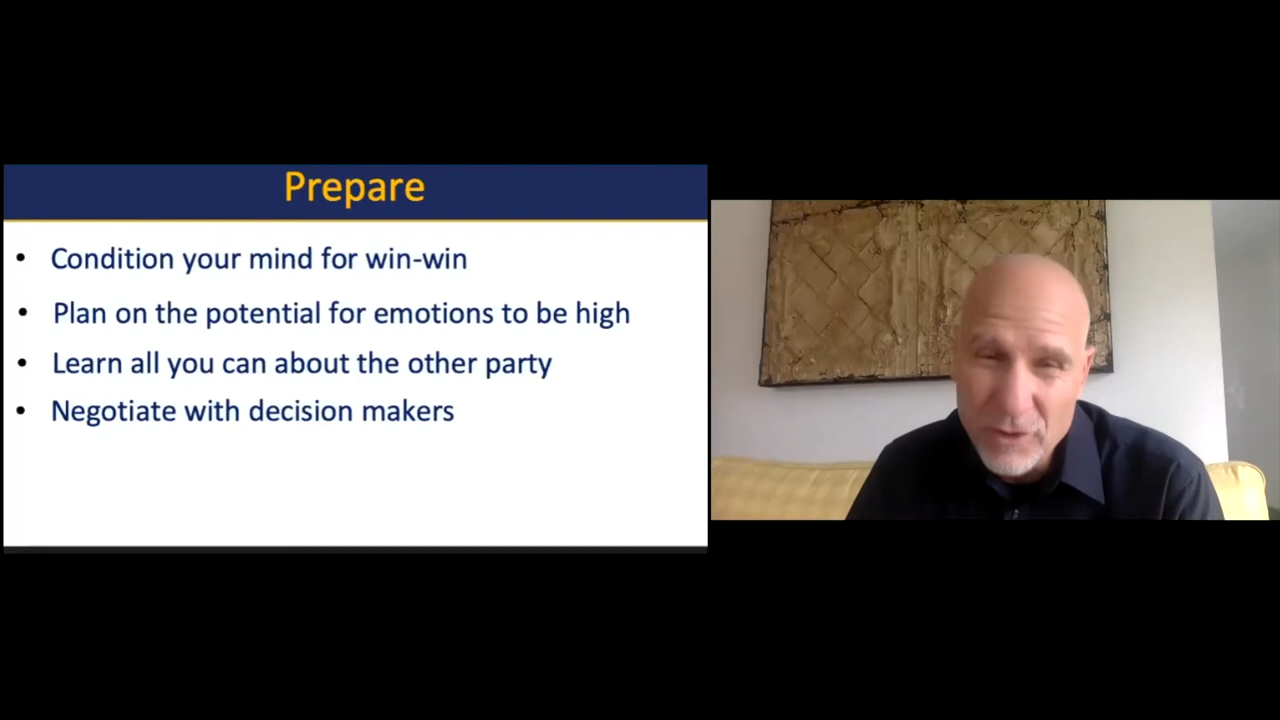 Prepare
• Condition your mind for win-win
• Plan on the potential for emotions to be high
• Learn all you can about the other party
• Negotiate with decision makers